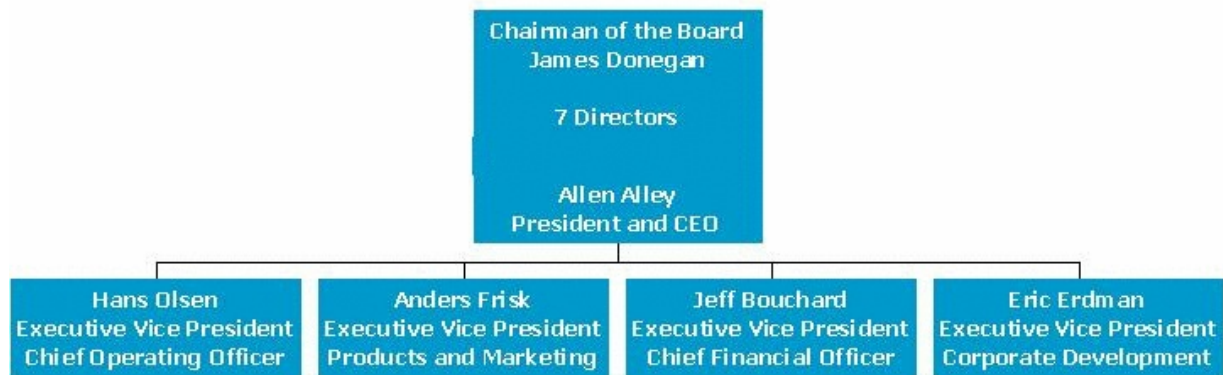 Chairman of the Board
James Donegan
7 Directors
Allen Alley
President and CEO
Hans Olsen
Executive Vice President
Chief Operating Officer
Anders Frisk
Executive Vice President
Products and Marketing
Jeff Bouchard
Executive Vice President
Chief Financial Officer
Eric Erdman
Executive Vice President
Corporate Development